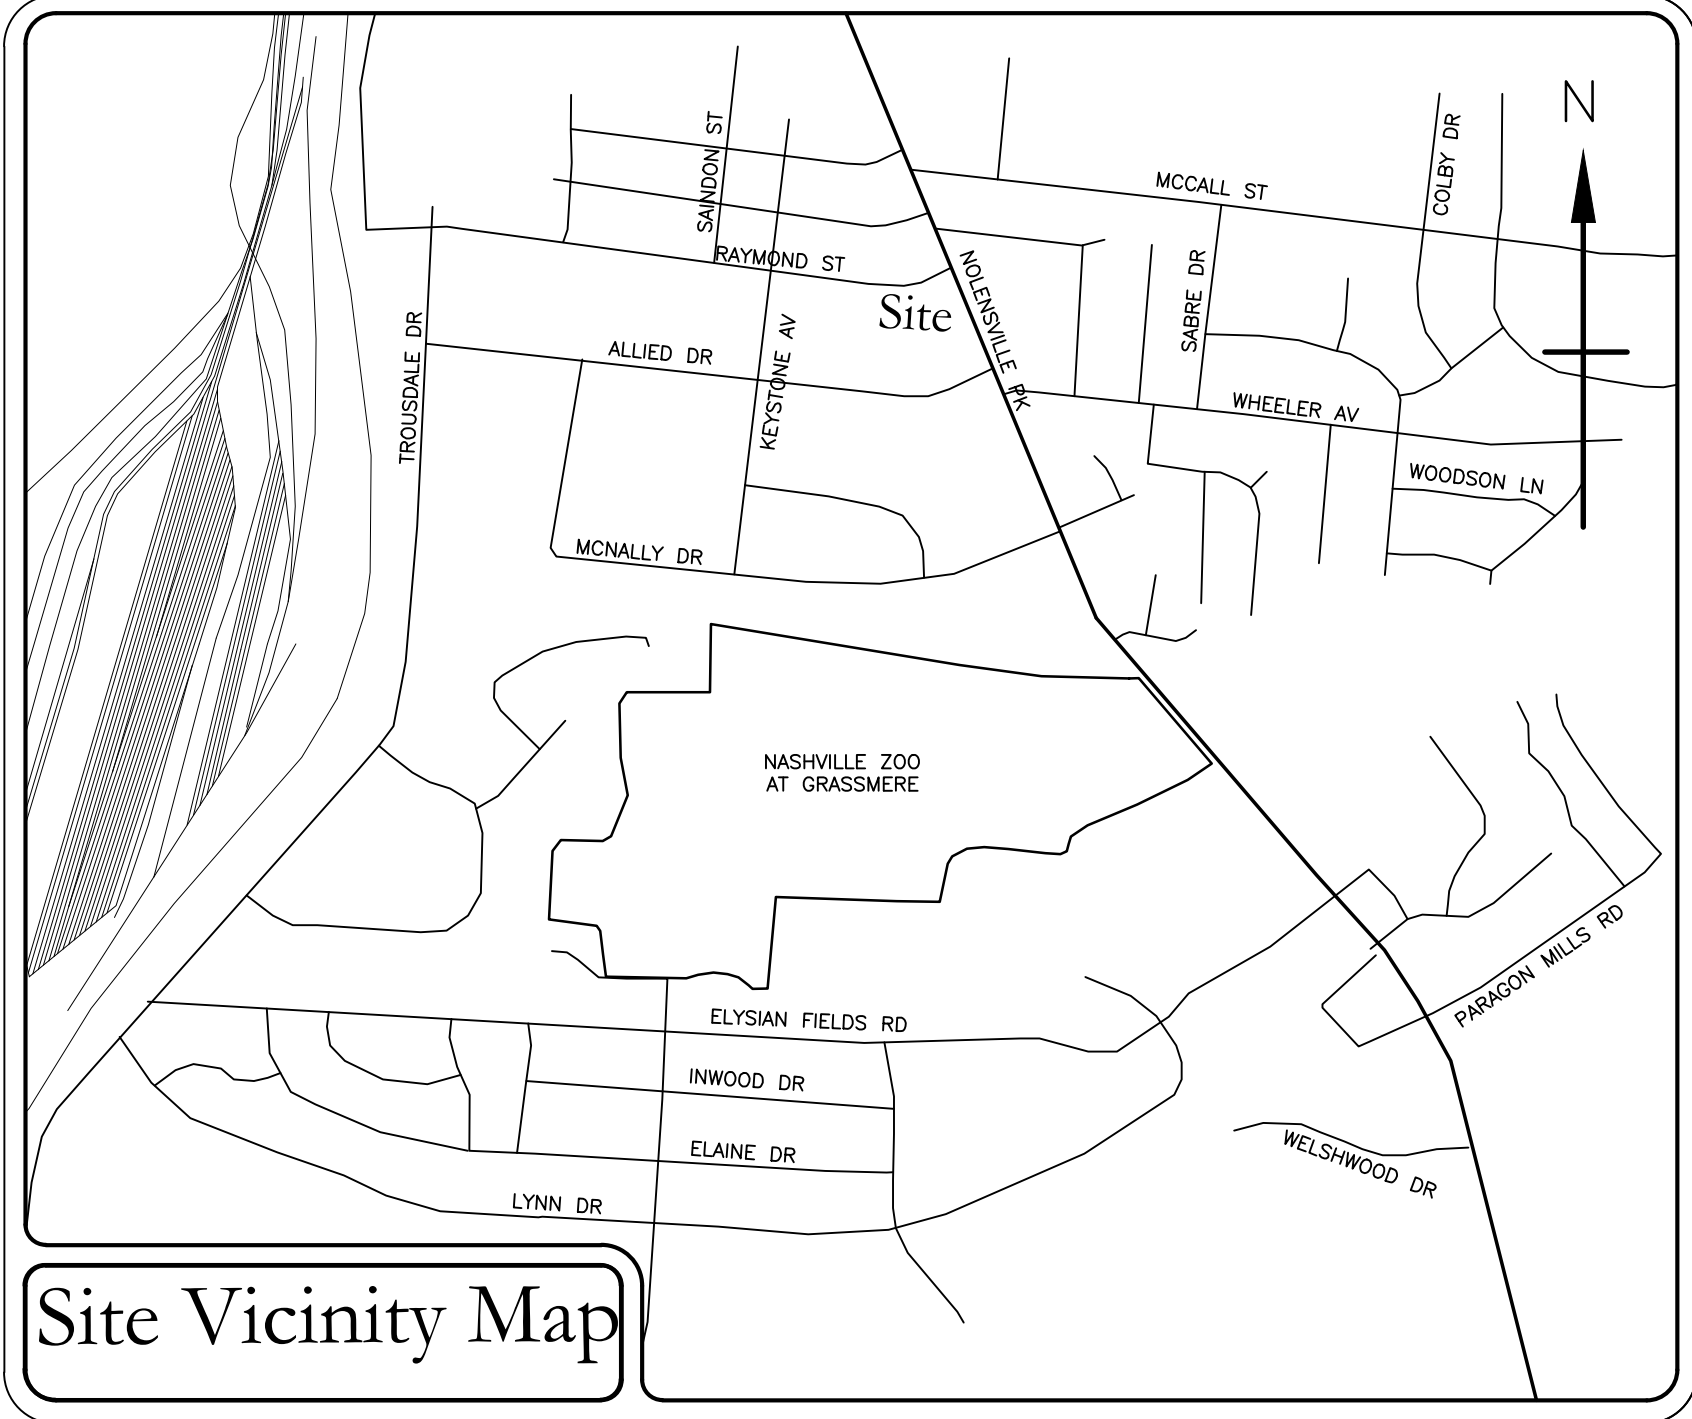 N
SAINDON ST
COLBY DR
MCCALL ST
RAYMOND ST
NOLENSVILLE PK
SABRE DR
Site
TROUSDALE DR
KEYSTONE AV
ALLIED DR
WHEELER AV
WOODSON LN
MCNALLY DR
NASHVILLE ZOO
AT GRASSMERE
PARAGON MILLS RD
ELYSIAN FIELDS RD
INWOOD DR
ELAINE DR
WELSHWOOD DR
LYNN DR
Site Vicinity Map